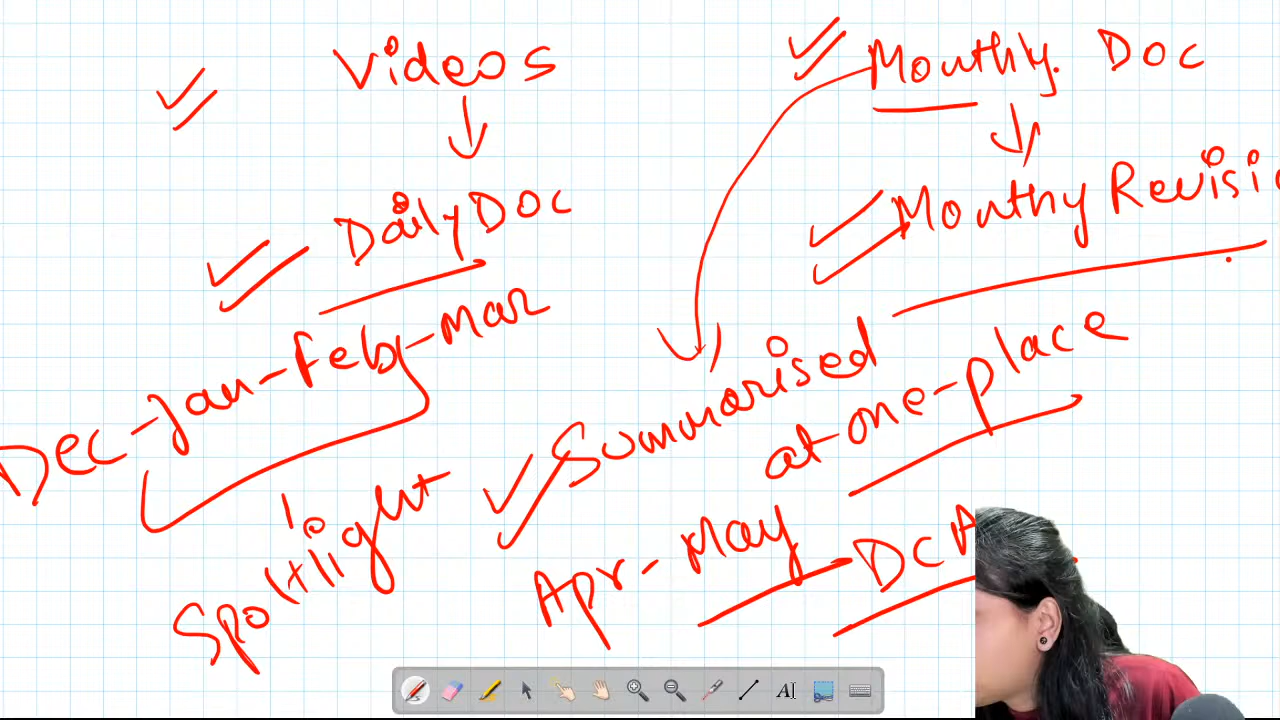 Videos
Daily Doc
Dec-Jan-Feb-Mar
Spotlight
Monthly. Doc
Monthy Revisi
Summarised
at-one-place
Apr-May
DCA
AI